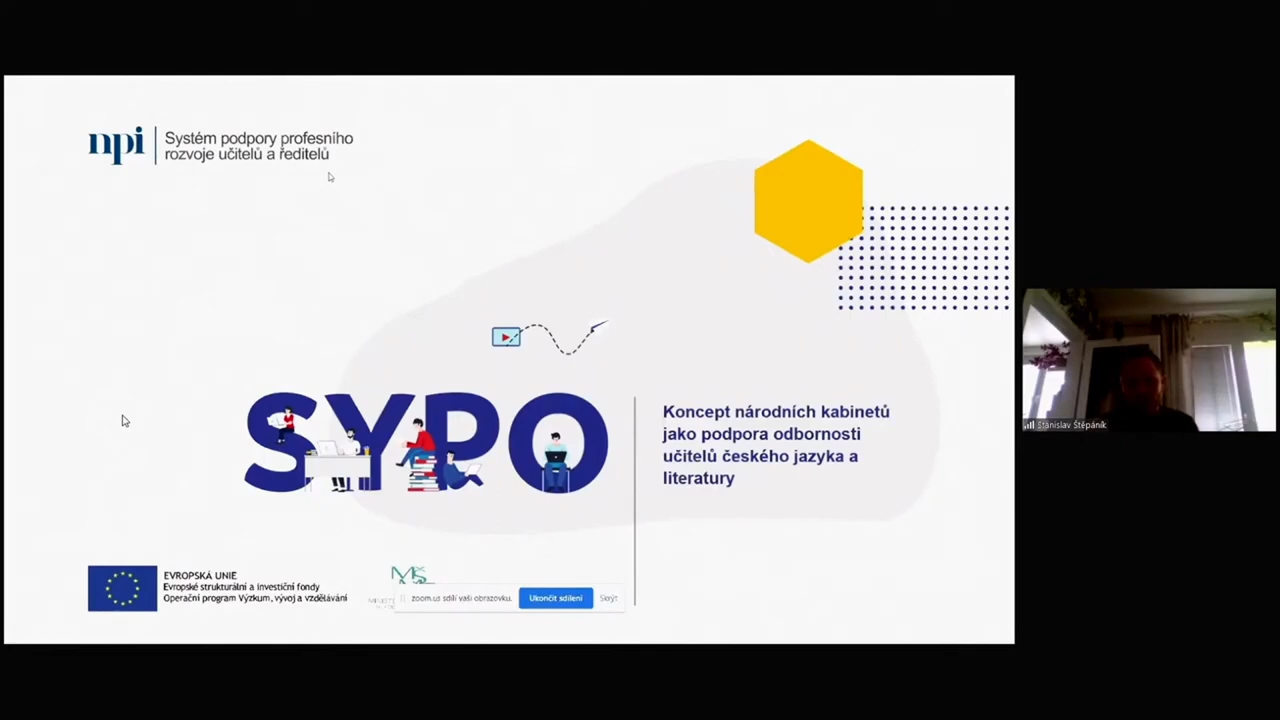 npi
Systém podpory profesního
rozvoje učitelů a ředitelů
SYPO
Koncept národních kabinetů
jako podpora odbornosti
učitelů českého jazyka a
literatury
EVROPSKÁ UNIE
Evropské strukturální a investiční fondy
Operační program Výzkum, vývoj a vzdělávání
MŠ
zoom.us sdílí vaši obrazovku.
Ukončit sdílení
Skrýt
Stanislav Štěpáník